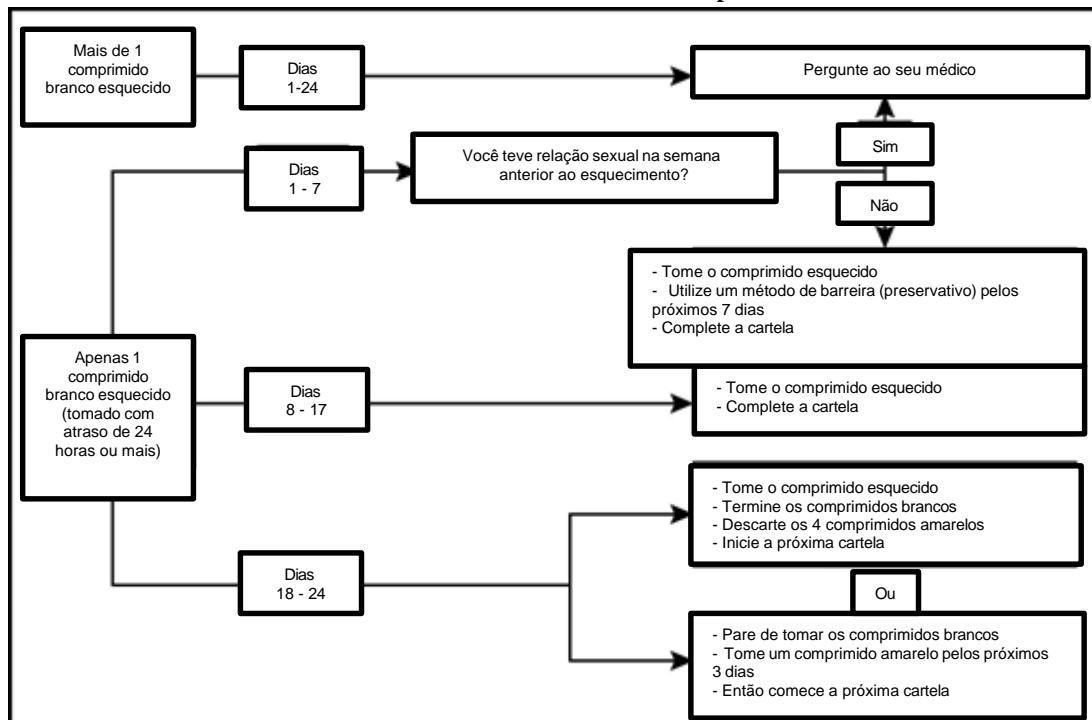 Mais de 1
comprimido
branco esquecido
Dias
1-24
Pergunte ao seu médico
Sim
Dias
1 - 7
Você teve relação sexual na semana
anterior ao esquecimento?
Não
- Tome o comprimido esquecido
- Utilize um método de barreira (preservativo) pelos
próximos 7 dias
- Complete a cartela
Apenas 1
comprimido
branco esquecido
(tomado com
atraso de 24
horas ou mais)
Dias
8 - 17
- Tome o comprimido esquecido
- Complete a cartela
Dias
18 - 24
- Tome o comprimido esquecido
- Termine os comprimidos brancos
- Descarte os 4 comprimidos amarelos
- Inicie a próxima cartela
Ou
- Pare de tomar os comprimidos brancos
- Tome um comprimido amarelo pelos próximos
3 dias
- Então comece a próxima cartela